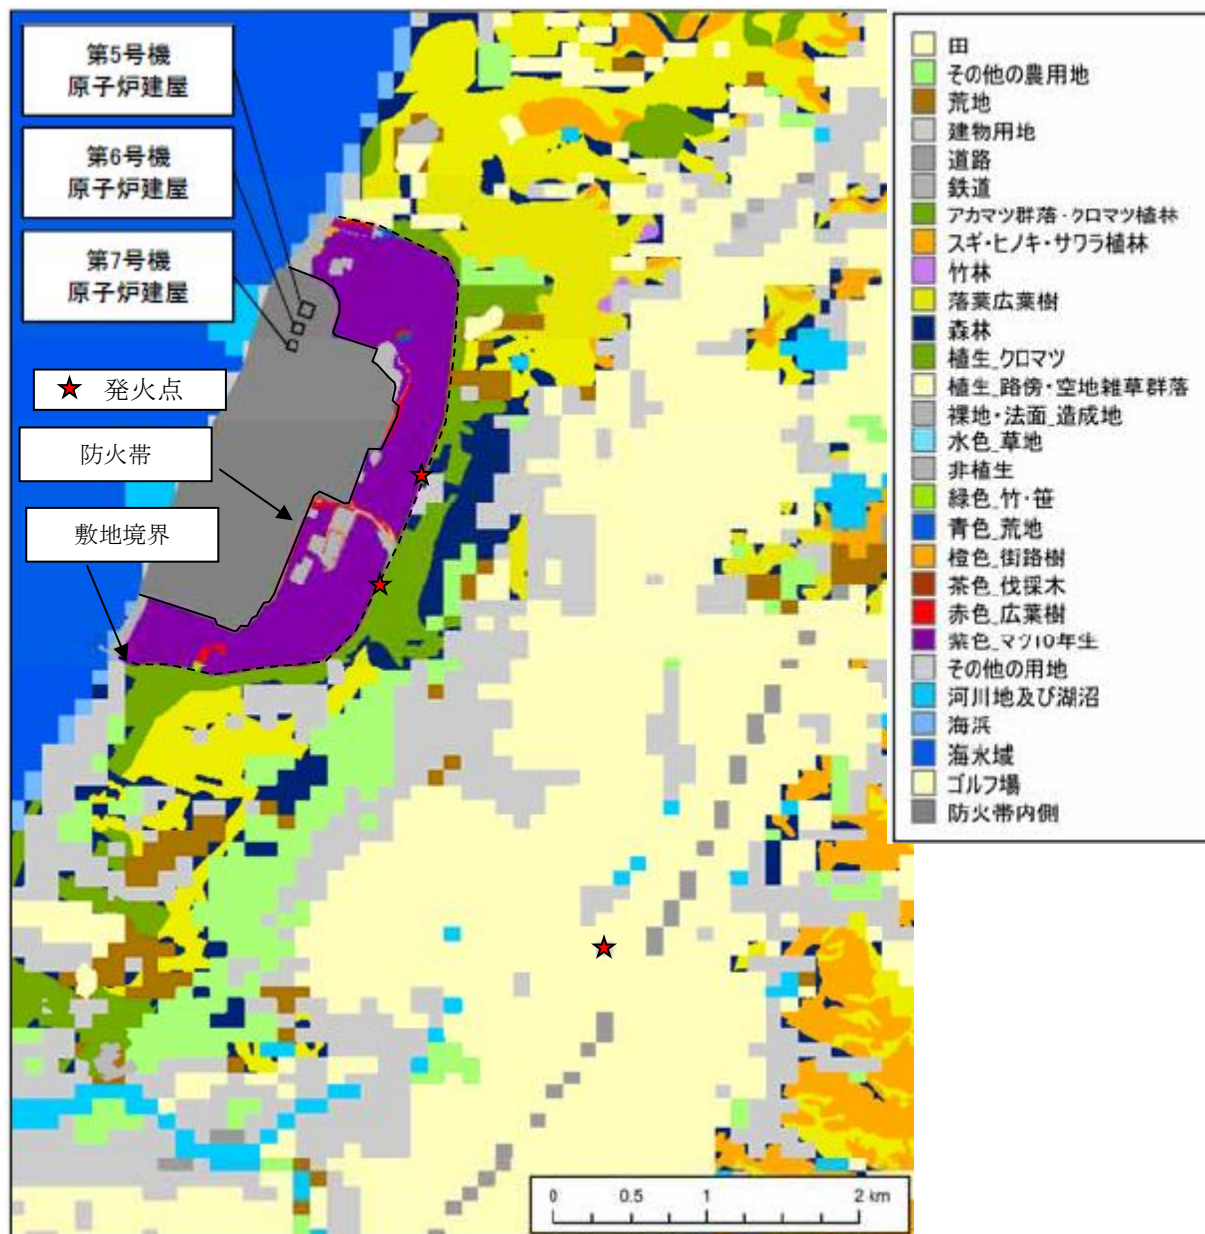 第5号機
原子炉建屋
第6号機
原子炉建屋
第7号機
原子炉建屋
発火点
防火帯
敷地境界
田
その他の農用地
荒地
建物用地
道路
鉄道
アカマツ群落・クロマツ植林
スギ・ヒノキ・サワラ植林
竹林
落葉広葉樹
森林
植生_クロマツ
植生_路傍・空地雑草群落
裸地・法面_造成地
水色_草地
非植生
緑色_竹・笹
青色_荒地
橙色_街路樹
茶色_伐採木
赤色_広葉樹
紫色_マツ10年生
その他の用地
河川地及び湖沼
海浜
海水域
ゴルフ場
防火帯内側
0 0.5 1 2 km